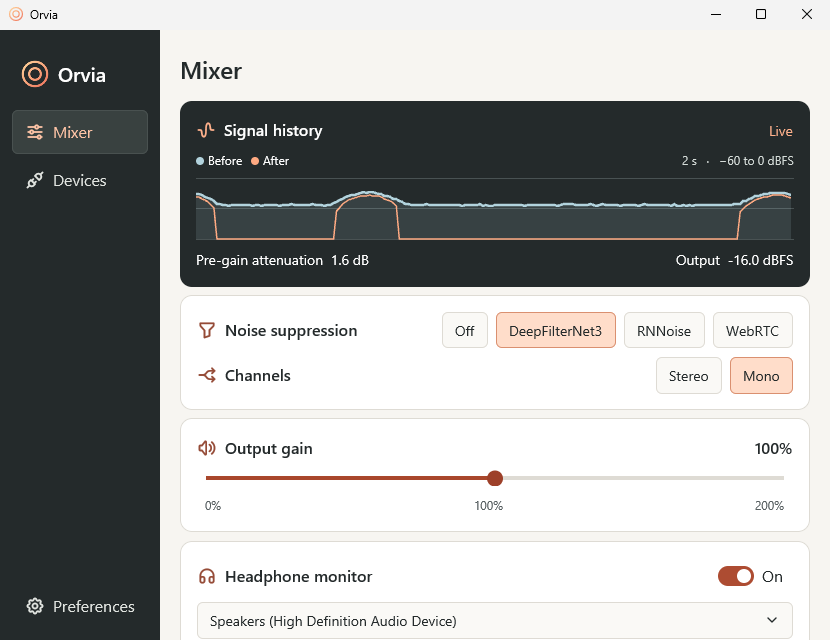 Orvia
Orvia
Mixer
Devices
Preferences
Mixer
Signal history
Live
Before After
2 s · −60 to 0 dBFS
Pre-gain attenuation 1.6 dB
Output -16.0 dBFS
Noise suppression
Off DeepFilterNet3 RNNoise WebRTC
Channels
Stereo Mono
Output gain
100%
0% 100% 200%
Headphone monitor
On
Speakers (High Definition Audio Device)